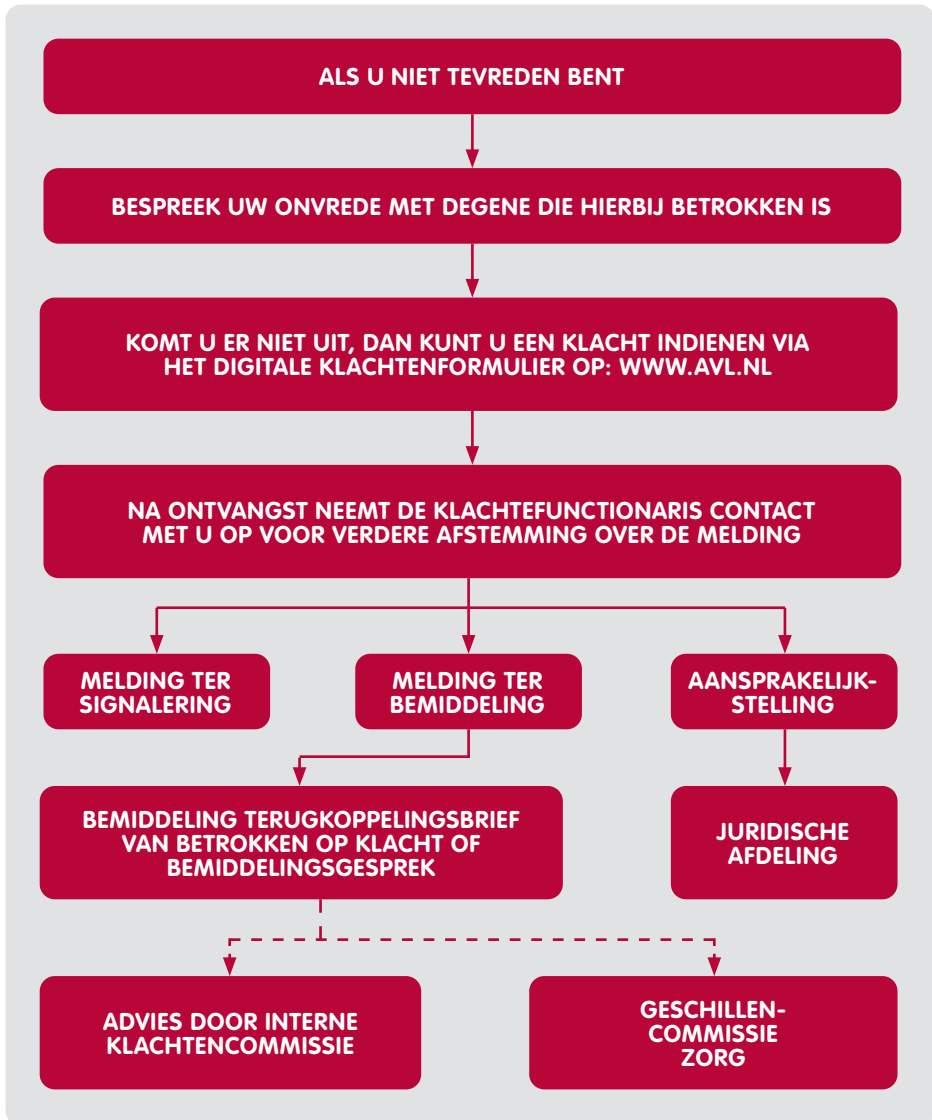 ALS U NIET TEVREDEN BENT
BESPREEK UW ONVREDE MET DEGENE DIE HIERBIJ BETROKKEN IS
KOMT U ER NIET UIT, DAN KUNT U EEN KLACHT INDIENEN VIA
HET DIGITALE KLACHTENFORMULIER OP: WWW.AVL.NL
NA ONTVANGST NEEMT DE KLACHTEFUNCTIONARIS CONTACT
MET U OP VOOR VERDERE AFSTEMMING OVER DE MELDING
MELDING TER
SIGNALERING
MELDING TER
BEMIDDELING
AANSPRAKELIJK-
STELLING
BEMIDDELING TERUGKOPPELINGSBRIEF
VAN BETROKKEN OP KLACHT OF
BEMIDDELINGSGESPREK
JURIDISCHE
AFDELING
ADVIES DOOR INTERNE
KLACHTENCOMMISSIE
GESCHILLEN-
COMMISSIE
ZORG